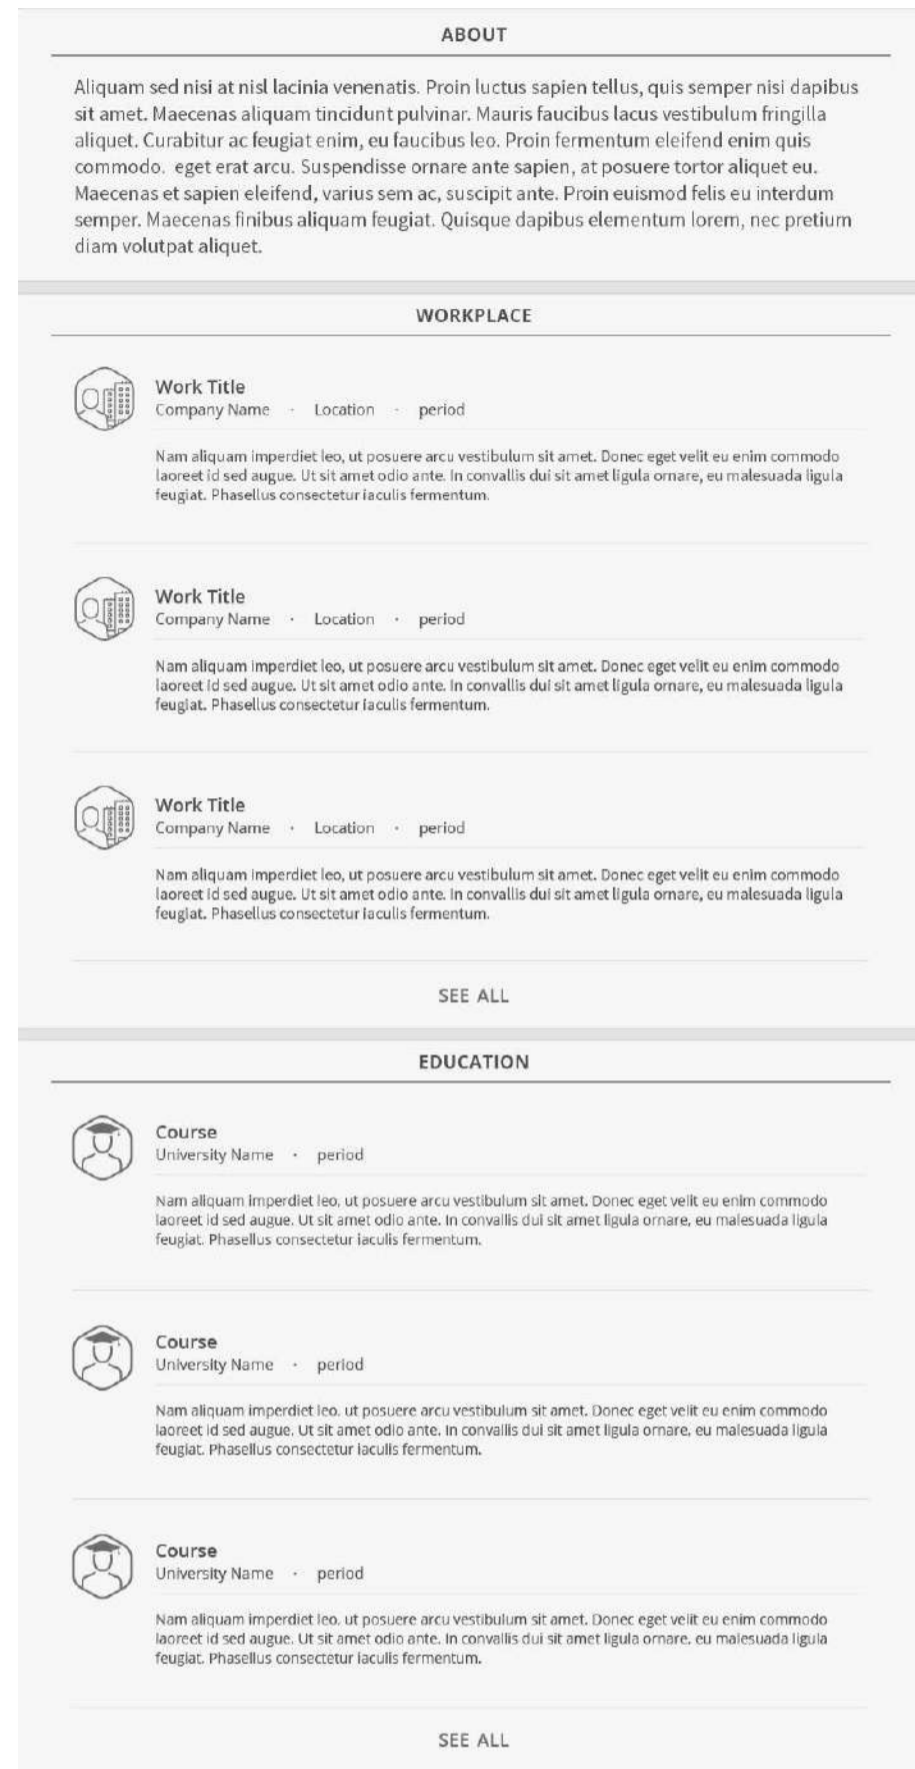 ABOUT
Aliquam sed nisi at nisl lacinia venenatis. Proin luctus sapien tellus, quis semper nisi dapibus
sit amet. Maecenas aliquam tincidunt pulvinar. Mauris faucibus lacus vestibulum fringilla
aliquet. Curabitur ac feugiat enim, eu faucibus leo. Proin fermentum eleifend enim quis
commodo. eget erat arcu. Suspendisse ornare ante sapien, at posuere tortor aliquet eu.
Maecenas et sapien eleifend, varius sem ac, suscipit ante. Proin euismod felis eu interdum
semper. Maecenas finibus aliquam feugiat. Quisque dapibus elementum lorem, nec pretium
diam volutpat aliquet.
WORKPLACE
Work Title
Company Name · Location · period
Nam aliquam imperdiet leo, ut posuere arcu vestibulum sit amet. Donec eget velit eu enim commodo
laoreet id sed augue. Ut sit amet odio ante. In convallis dui sit amet ligula ornare, eu malesuada ligula
feugiat. Phasellus consectetur iaculis fermentum.
Work Title
Company Name · Location · period
Nam aliquam imperdiet leo, ut posuere arcu vestibulum sit amet. Donec eget velit eu enim commodo
laoreet id sed augue. Ut sit amet odio ante. In convallis dui sit amet ligula ornare, eu malesuada ligula
feugiat. Phasellus consectetur iaculis fermentum.
Work Title
Company Name · Location · period
Nam aliquam imperdiet leo, ut posuere arcu vestibulum sit amet. Donec eget velit eu enim commodo
laoreet id sed augue. Ut sit amet odio ante. In convallis dui sit amet ligula ornare, eu malesuada ligula
feugiat. Phasellus consectetur iaculis fermentum.
SEE ALL
EDUCATION
Course
University Name · period
Nam aliquam imperdiet leo, ut posuere arcu vestibulum sit amet. Donec eget velit eu enim commodo
laoreet id sed augue. Ut sit amet odio ante. In convallis dui sit amet ligula ornare, eu malesuada ligula
feugiat. Phasellus consectetur iaculis fermentum.
Course
University Name · period
Nam aliquam imperdiet leo, ut posuere arcu vestibulum sit amet. Donec eget velit eu enim commodo
laoreet id sed augue. Ut sit amet odio ante. In convallis dui sit amet ligula ornare, eu malesuada ligula
feugiat. Phasellus consectetur iaculis fermentum.
Course
University Name · period
Nam aliquam imperdiet leo, ut posuere arcu vestibulum sit amet. Donec eget velit eu enim commodo
laoreet id sed augue. Ut sit amet odio ante. In convallis dui sit amet ligula ornare, eu malesuada ligula
feugiat. Phasellus consectetur iaculis fermentum.
SEE ALL